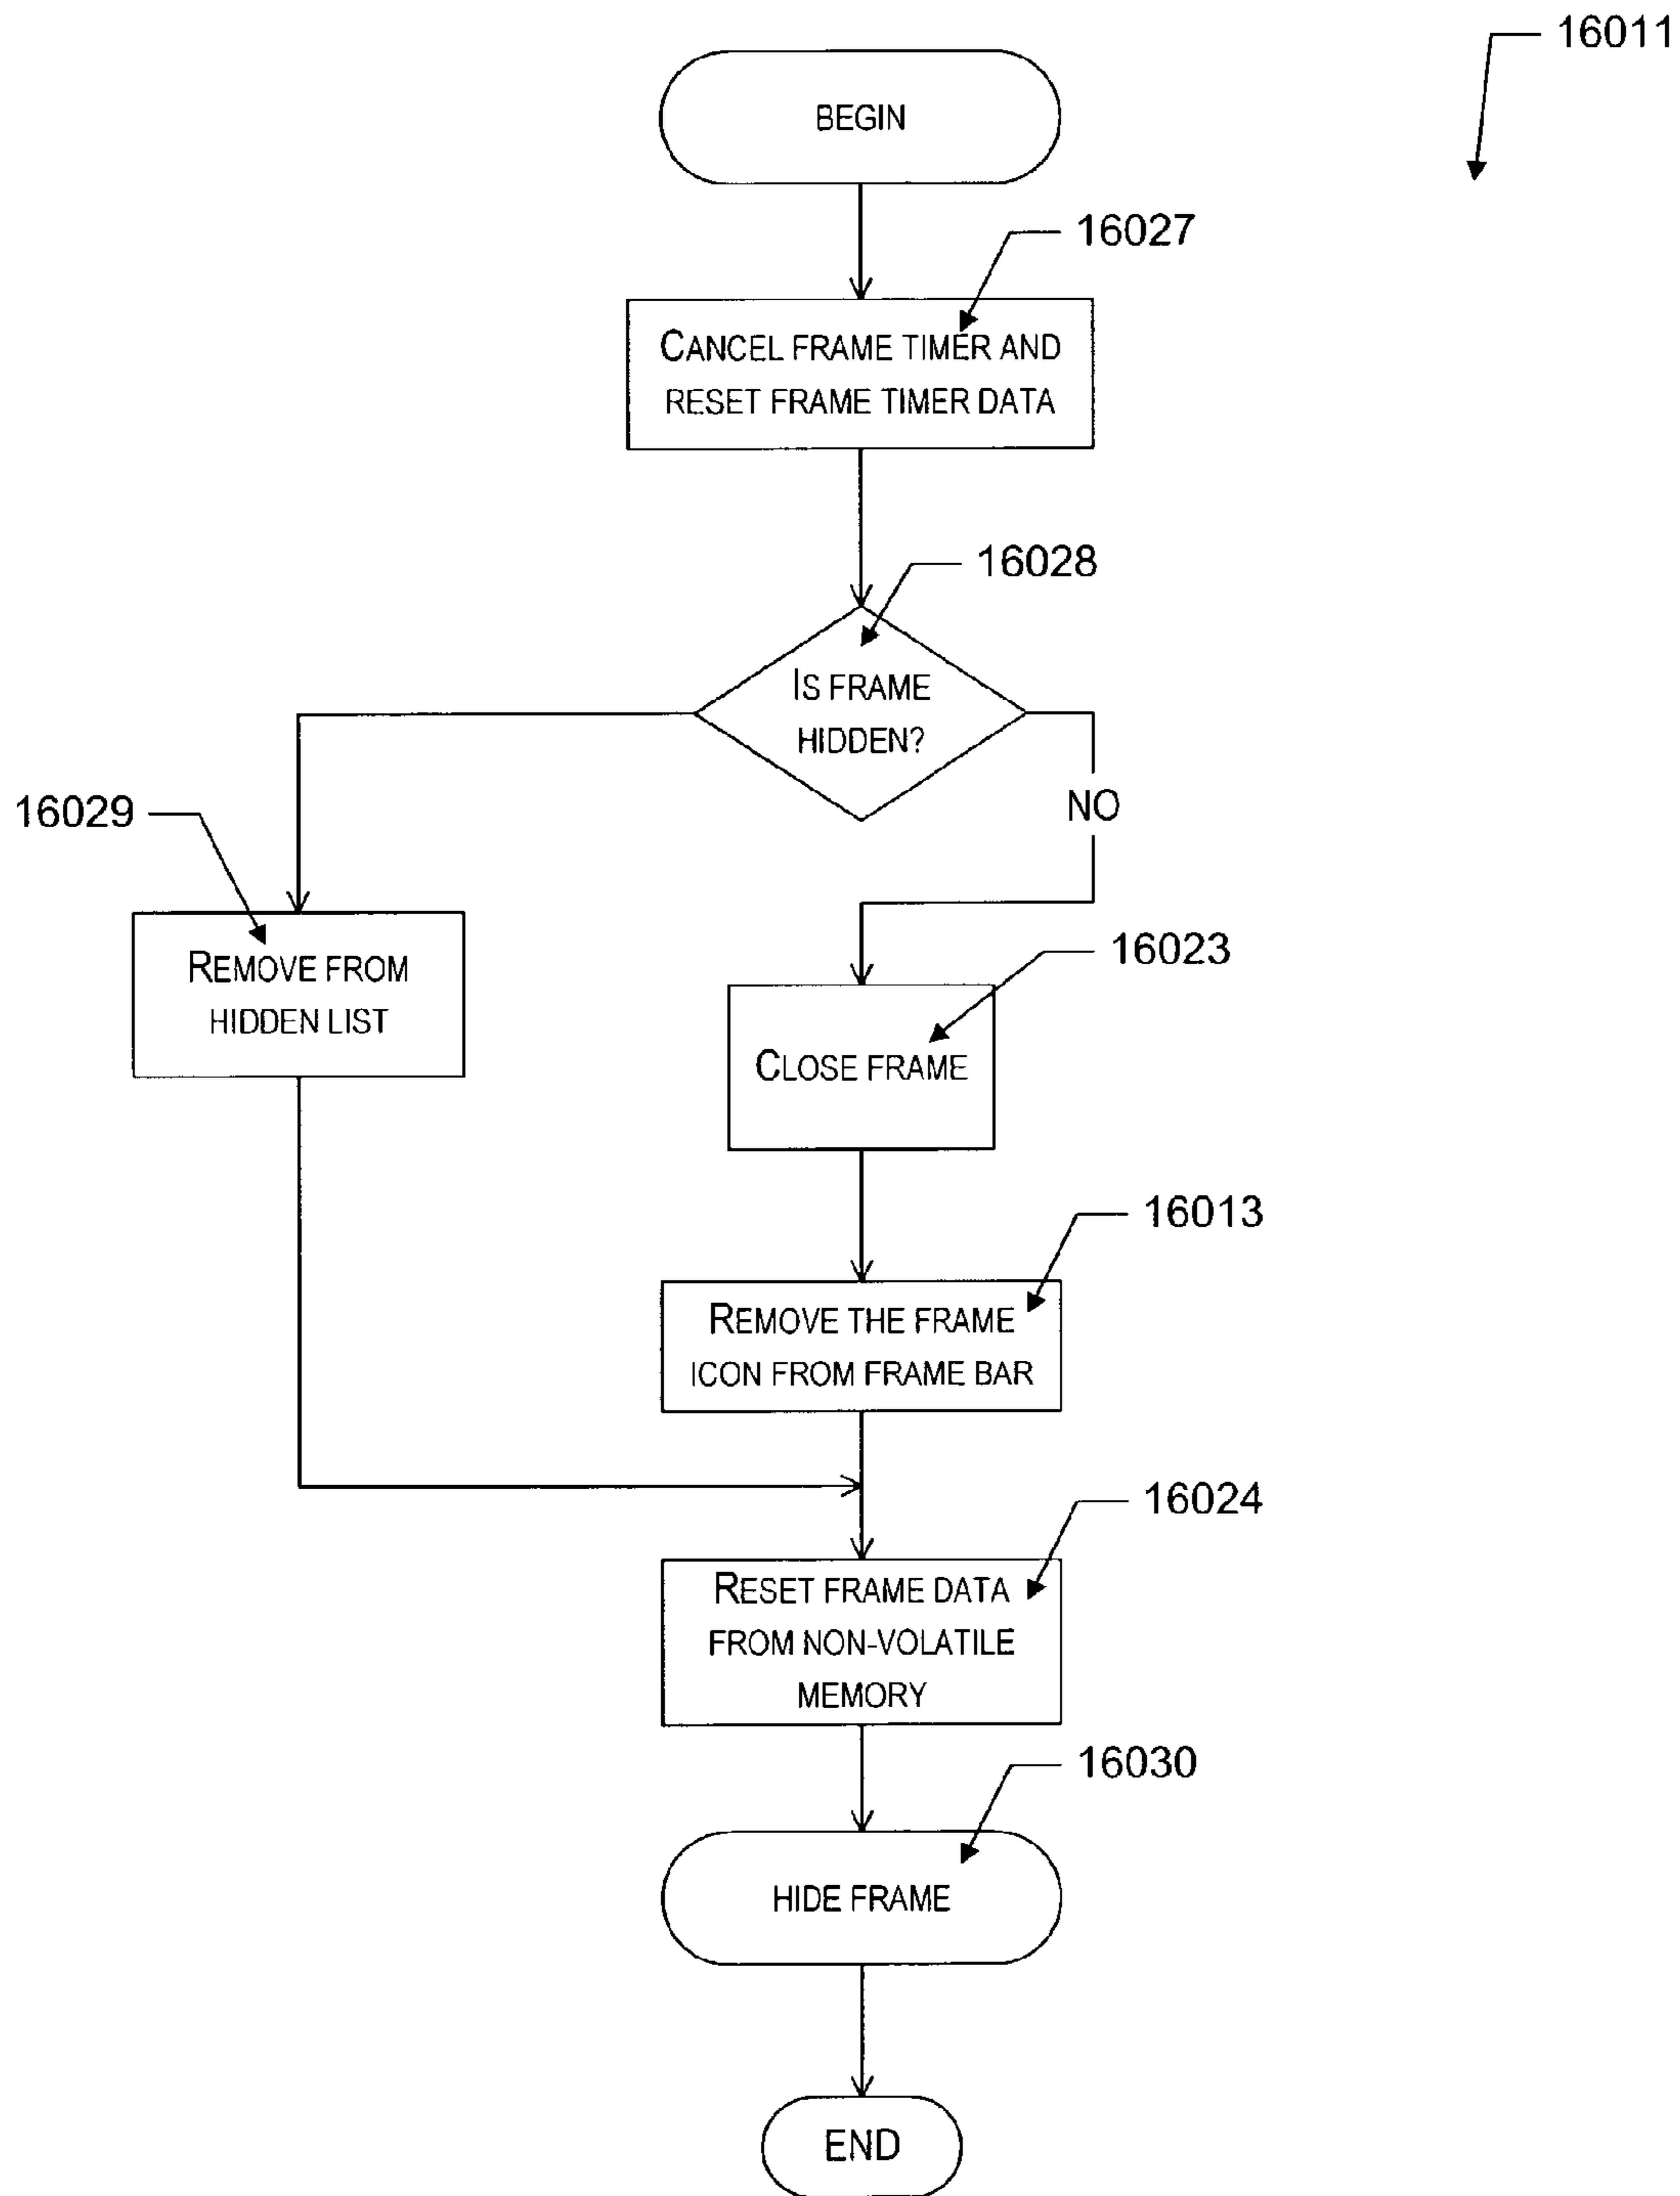 16011
BEGIN
16027
CANCEL FRAME TIMER AND
RESET FRAME TIMER DATA
16028
IS FRAME
HIDDEN?
NO
16029
REMOVE FROM
HIDDEN LIST
16023
CLOSE FRAME
16013
REMOVE THE FRAME
ICON FROM FRAME BAR
16024
RESET FRAME DATA
FROM NON-VOLATILE
MEMORY
16030
HIDE FRAME
END